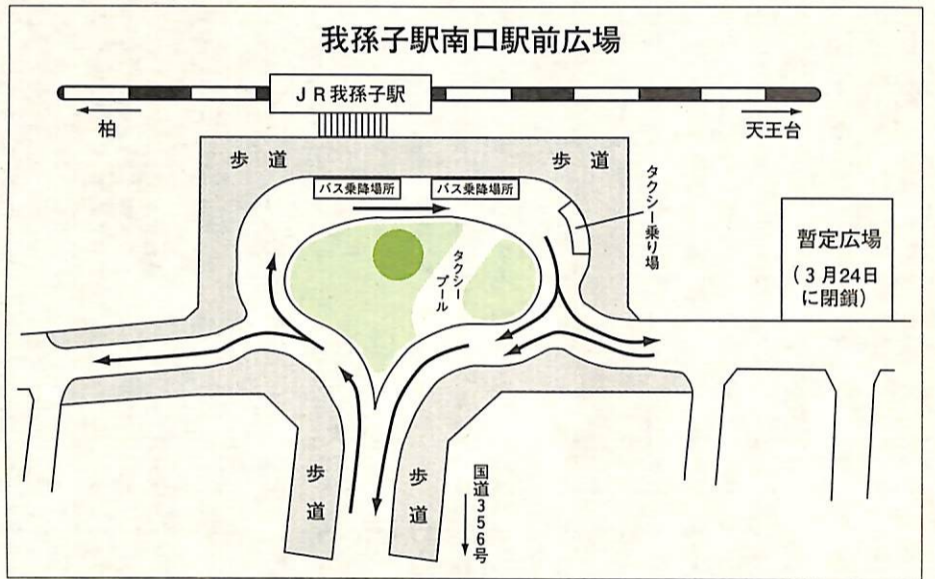 我孫子駅南口駅前広場
JR我孫子駅
柏
天王台
歩道
歩道
バス乗降場所
バス乗降場所
タクシー乗り場
タクシー
プール
暫定広場
(3月24日
に閉鎖)
歩道
歩道
国道356号